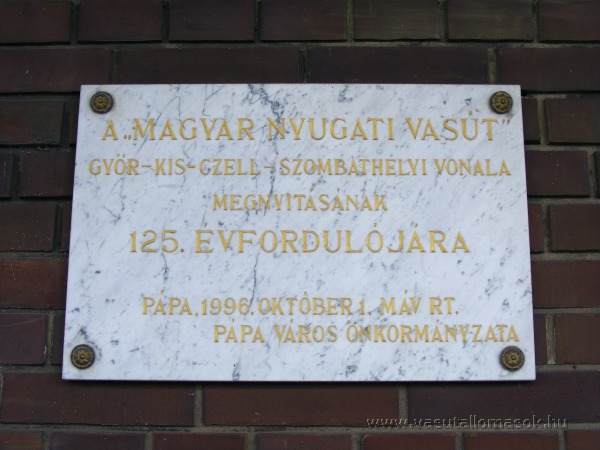 A „MAGYAR NYUGATI VASÚT"
GYŐR-KIS-CZELL-SZOMBATHELYI VONALA
MEGNYITÁSÁNAK
125. ÉVFORDULÓJÁRA
PÁPA, 1996. OKTÓBER 1. MÁV RT.
PÁPA VÁROS ÖNKORMÁNYZATA
www.vasutallomasok.hu